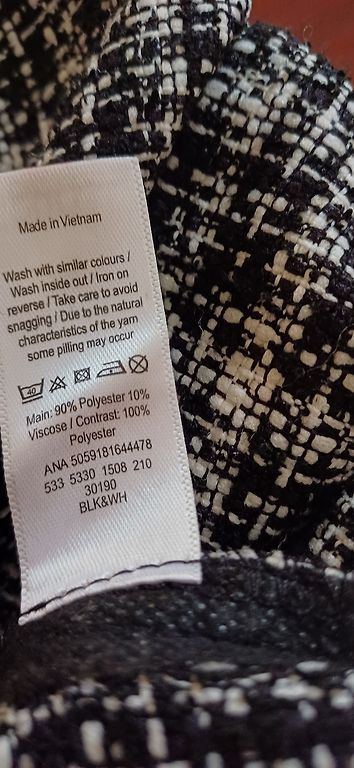 Made in Vietnam
Wash with similar colours /
Wash inside out / Iron on
reverse / Take care to avoid
snagging / Due to the natural
characteristics of the yarn
some pilling may occur
40
Main: 90% Polyester 10%
Viscose / Contrast: 100%
Polyester
ANA 5059181644478
533 5330 1508 210
30190
BLK&WH